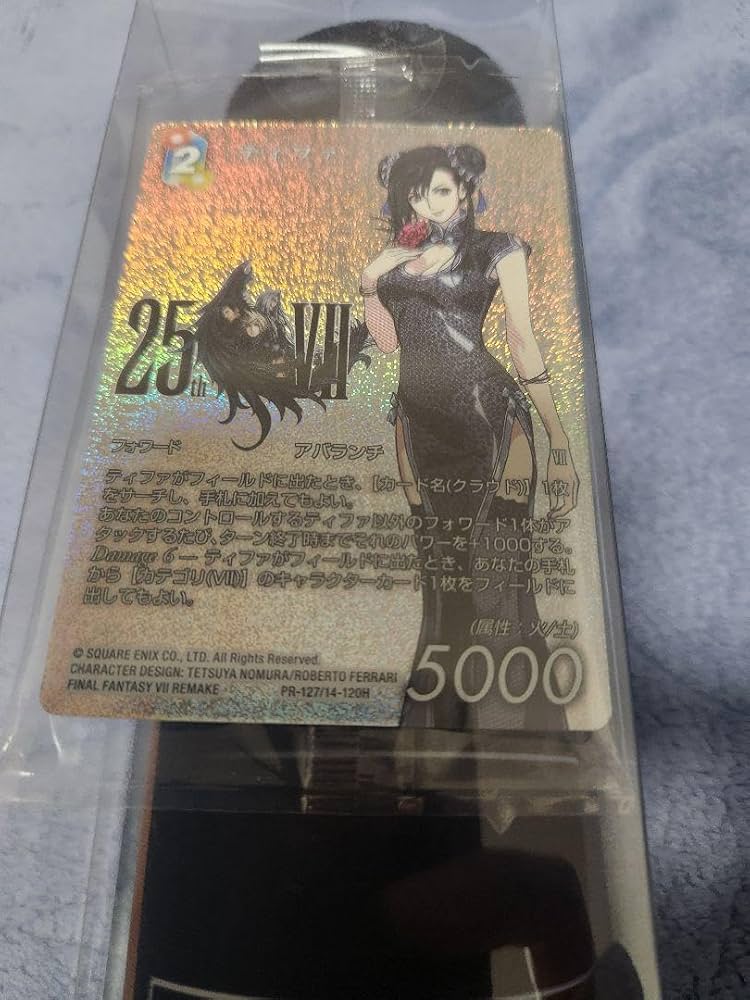 2
ティファ
25th VII
フォワード
アバランチ
ティファがフィールドに出たとき、【カード名(クラウド)】1枚
をサーチし、手札に加えてもよい。
あなたのコントロールするティファ以外のフォワード1体がア
タックするたび、ターン終了時までそれのパワーを+1000する。
Damage 6 ― ティファがフィールドに出たとき、あなたの手札
から【カテゴリ(VII)】のキャラクターカード1枚をフィールドに
出してもよい。
VII
(属性：火/土)
5000
© SQUARE ENIX CO., LTD. All Rights Reserved.
CHARACTER DESIGN: TETSUYA NOMURA/ROBERTO FERRARI
FINAL FANTASY VII REMAKE
PR-127/14-120H